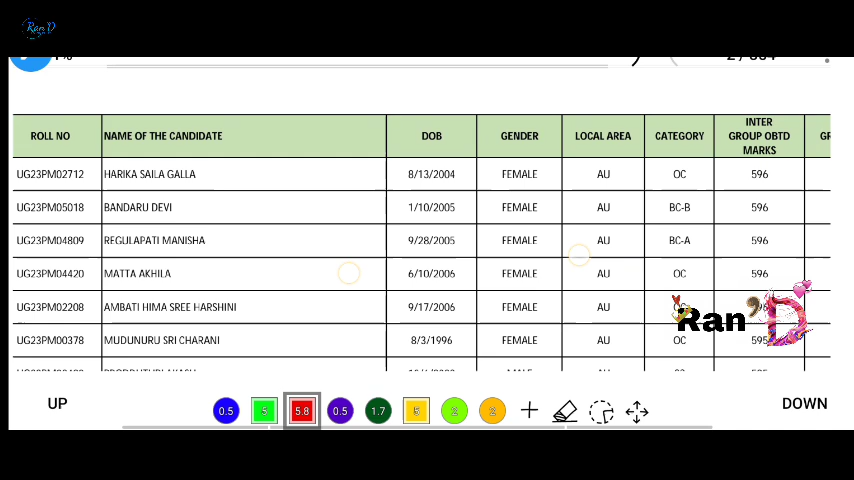 Ran'D
ROLL NO NAME OF THE CANDIDATE DOB GENDER LOCAL AREA CATEGORY INTER GROUP OBTD MARKS
UG23PM02712 HARIKA SAILA GALLA 8/13/2004 FEMALE AU OC 596
UG23PM05018 BANDARU DEVI 1/10/2005 FEMALE AU BC-B 596
UG23PM04809 REGULAPATI MANISHA 9/28/2005 FEMALE AU BC-A 596
UG23PM04420 MATTA AKHILA 6/10/2006 FEMALE AU OC 596
UG23PM02208 AMBATI HIMA SREE HARSHINI 9/17/2006 FEMALE AU
Ran'D
UG23PM00378 MUDUNURU SRI CHARANI 8/3/1996 FEMALE AU OC 595
UP 0.5 5 5.8 0.5 1.7 5 2 2 DOWN